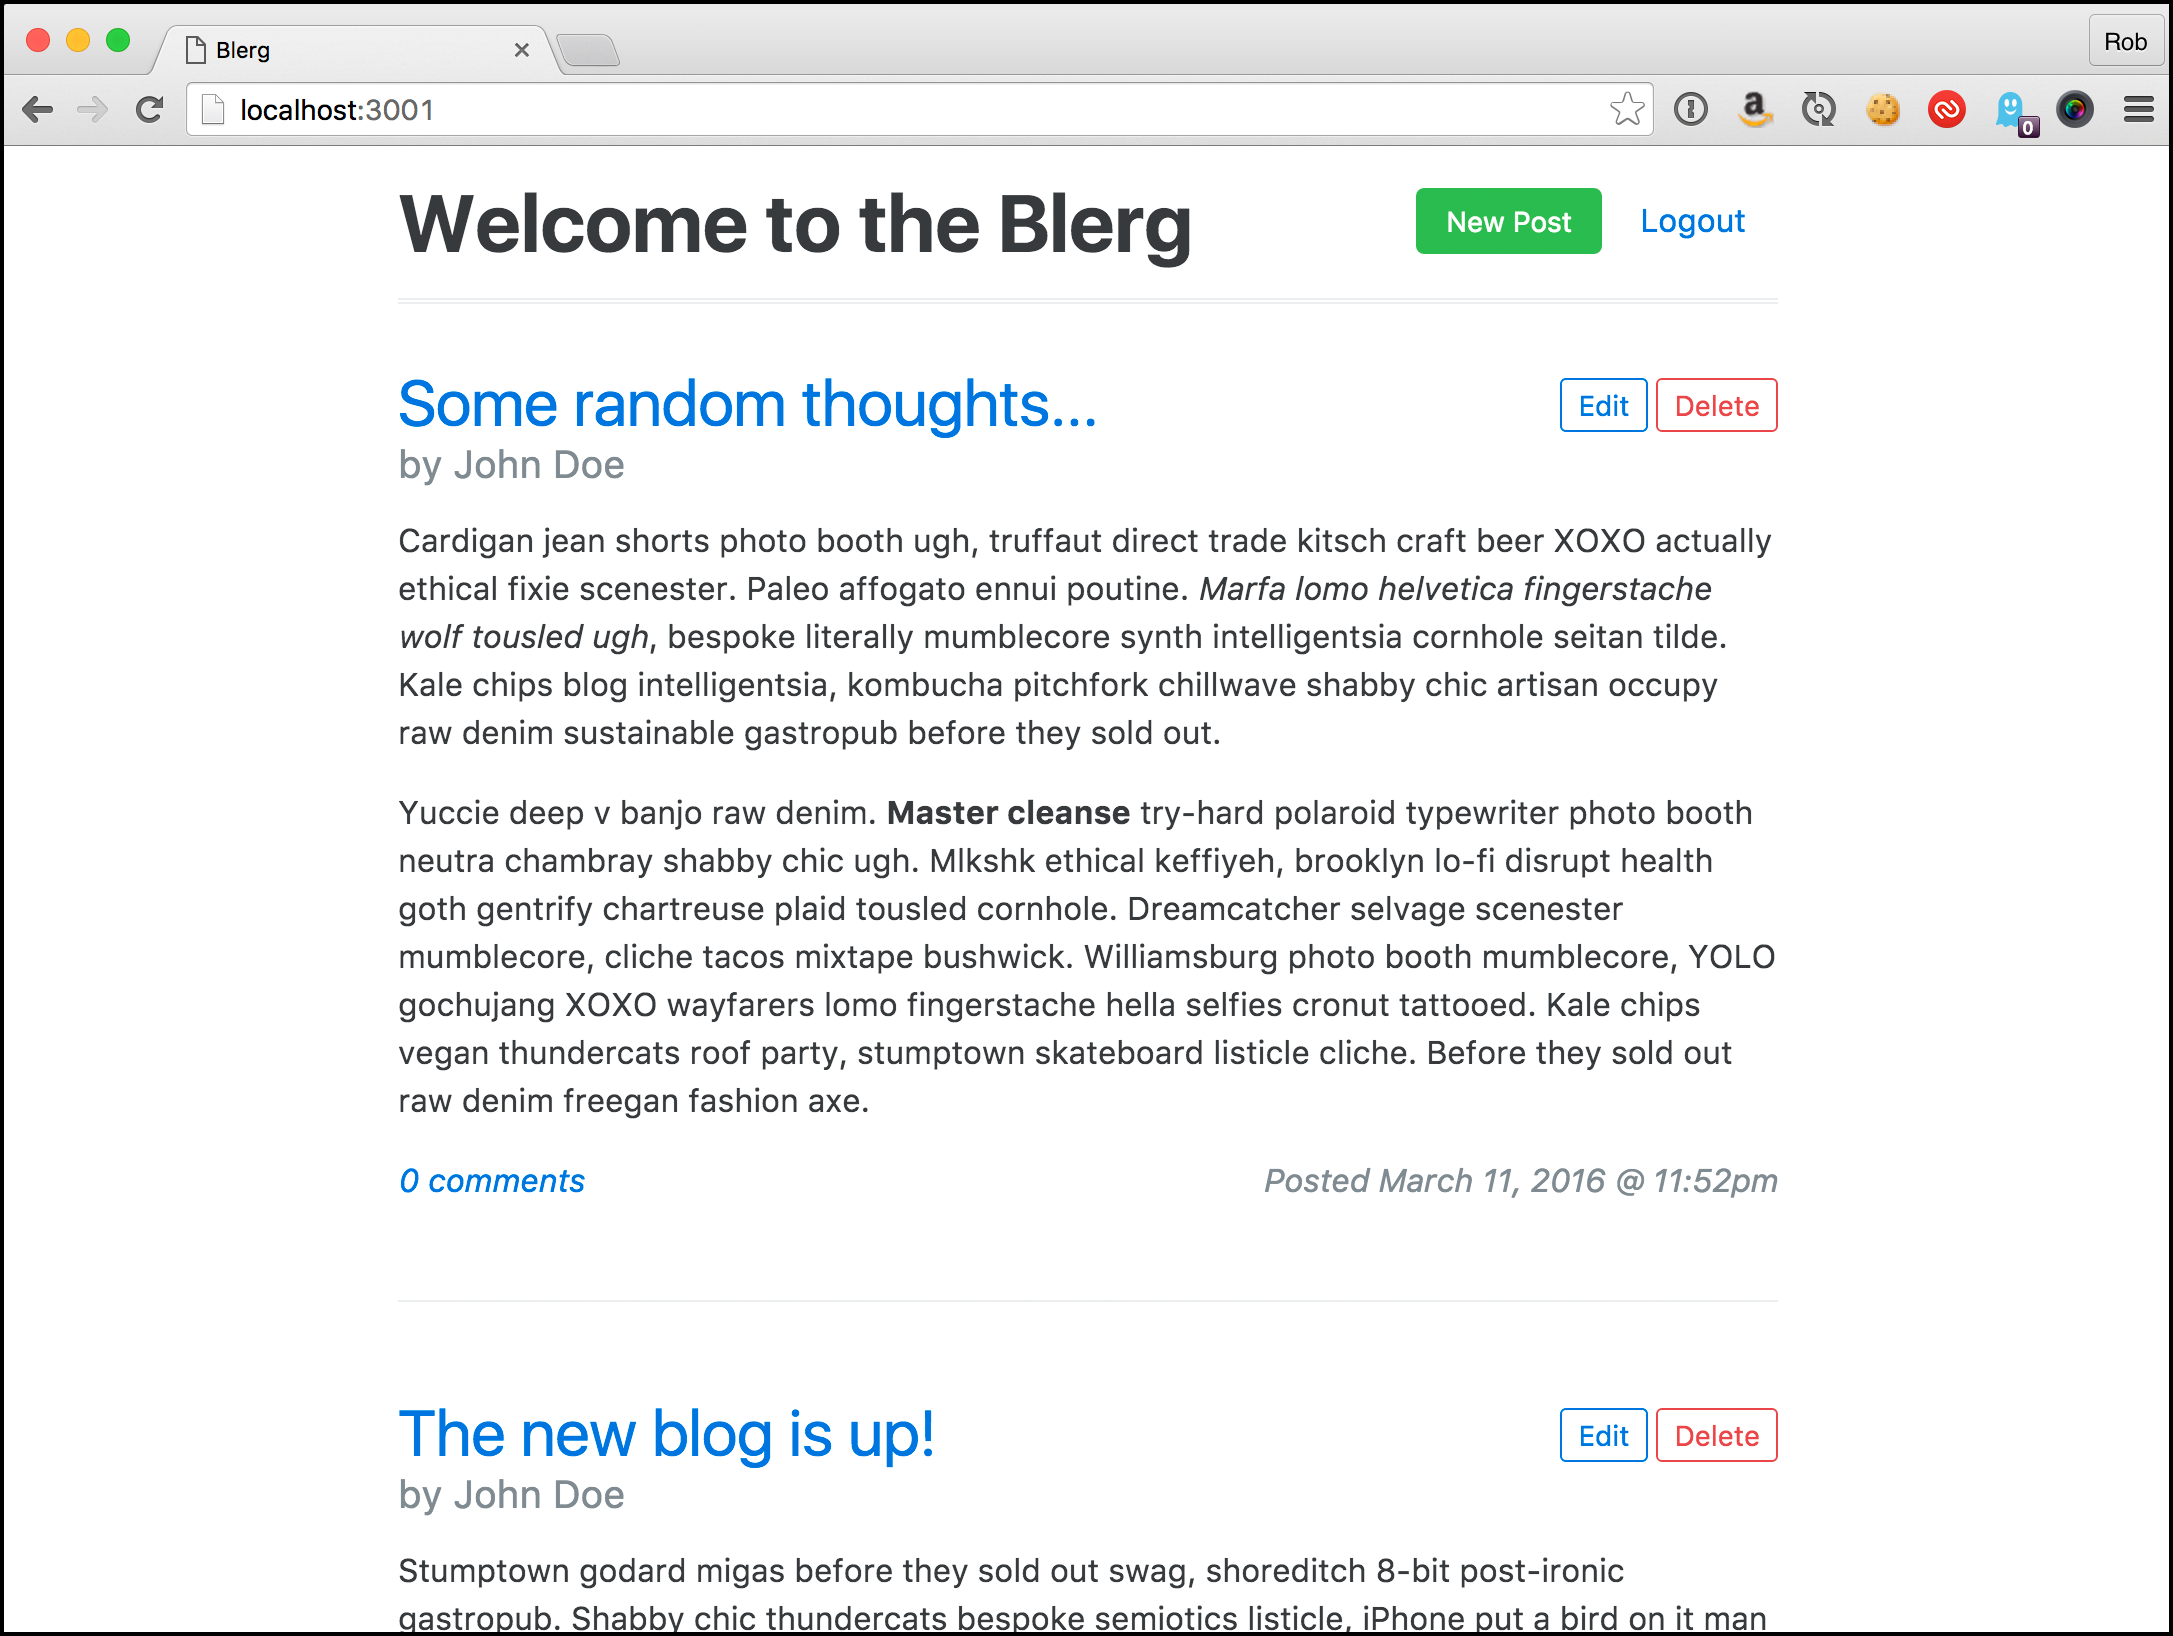 Blerg
Rob
localhost:3001
0
Welcome to the Blerg
New Post
Logout
Some random thoughts...
Edit
Delete
by John Doe
Cardigan jean shorts photo booth ugh, truffaut direct trade kitsch craft beer XOXO actually
ethical fixie scenester. Paleo affogato ennui poutine. Marfa lomo helvetica fingerstache
wolf tousled ugh, bespoke literally mumblecore synth intelligentsia cornhole seitan tilde.
Kale chips blog intelligentsia, kombucha pitchfork chillwave shabby chic artisan occupy
raw denim sustainable gastropub before they sold out.
Yuccie deep v banjo raw denim. Master cleanse try-hard polaroid typewriter photo booth
neutra chambray shabby chic ugh. Mlkshk ethical keffiyeh, brooklyn lo-fi disrupt health
goth gentrify chartreuse plaid tousled cornhole. Dreamcatcher selvage scenester
mumblecore, cliche tacos mixtape bushwick. Williamsburg photo booth mumblecore, YOLO
gochujang XOXO wayfarers lomo fingerstache hella selfies cronut tattooed. Kale chips
vegan thundercats roof party, stumptown skateboard listicle cliche. Before they sold out
raw denim freegan fashion axe.
0 comments
Posted March 11, 2016 @ 11:52pm
The new blog is up!
Edit
Delete
by John Doe
Stumptown godard migas before they sold out swag, shoreditch 8-bit post-ironic
gastropub. Shabby chic thundercats bespoke semiotics listicle, iPhone put a bird on it man